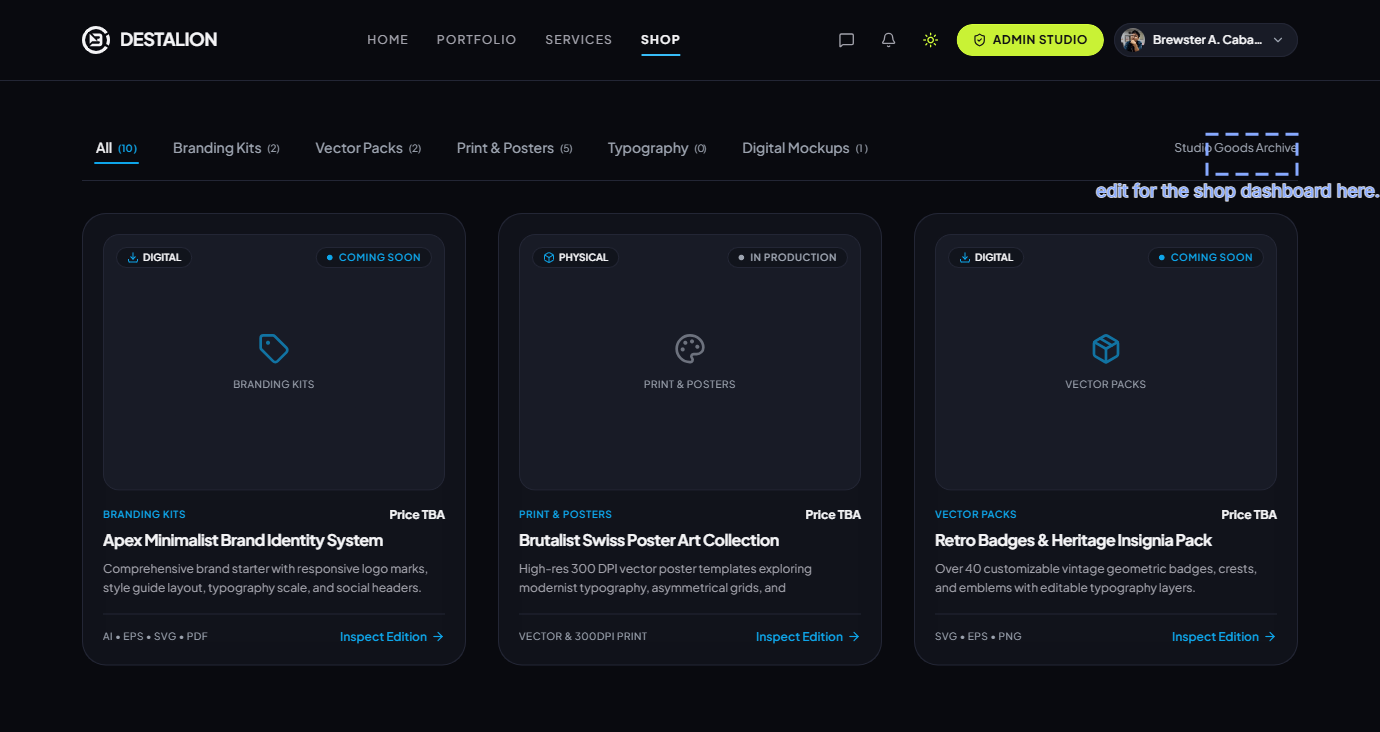 DESTALION
HOME PORTFOLIO SERVICES SHOP
ADMIN STUDIO
Brewster A. Caba...
All (10) Branding Kits (2) Vector Packs (2) Print & Posters (5) Typography (0) Digital Mockups (1) Studio Goods Archive
edit for the shop dashboard here.
DIGITAL COMING SOON
BRANDING KITS
BRANDING KITS Price TBA
Apex Minimalist Brand Identity System
Comprehensive brand starter with responsive logo marks,
style guide layout, typography scale, and social headers.
AI • EPS • SVG • PDF Inspect Edition →
PHYSICAL IN PRODUCTION
PRINT & POSTERS
PRINT & POSTERS Price TBA
Brutalist Swiss Poster Art Collection
High-res 300 DPI vector poster templates exploring
modernist typography, asymmetrical grids, and
VECTOR & 300DPI PRINT Inspect Edition →
DIGITAL COMING SOON
VECTOR PACKS
VECTOR PACKS Price TBA
Retro Badges & Heritage Insignia Pack
Over 40 customizable vintage geometric badges, crests,
and emblems with editable typography layers.
SVG • EPS • PNG Inspect Edition →